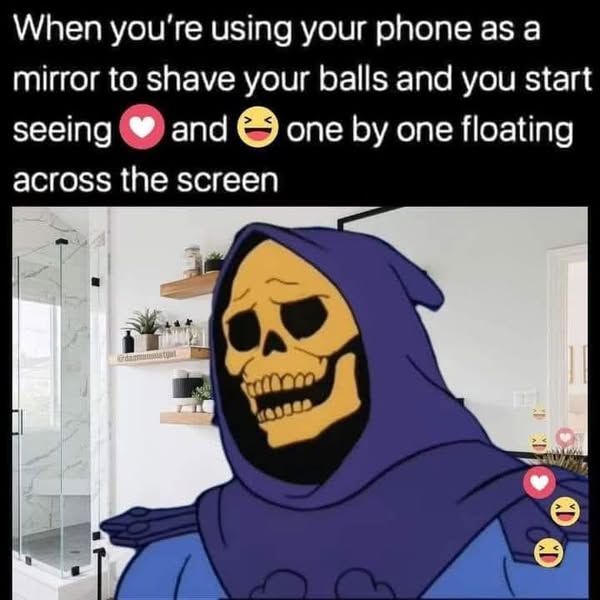 When you're using your phone as a
mirror to shave your balls and you start
seeing ❤️ and 😆 one by one floating
across the screen